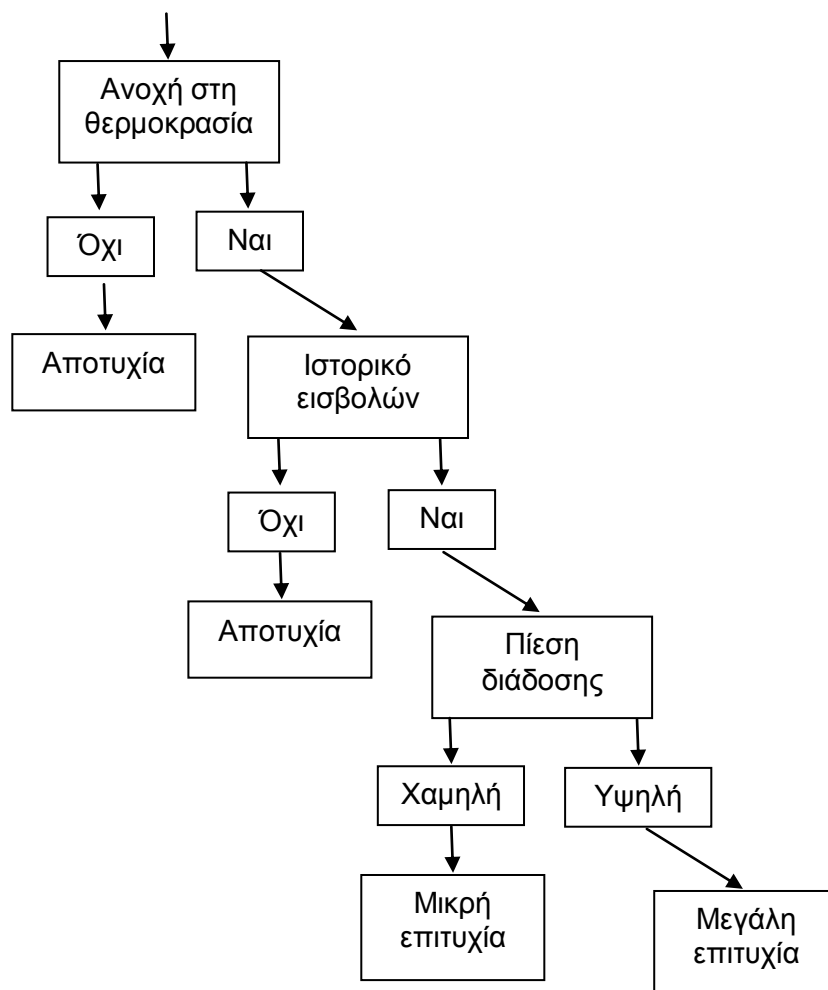 Ανοχή στη
θερμοκρασία
Όχι
Ναι
Αποτυχία
Ιστορικό
εισβολών
Όχι
Ναι
Αποτυχία
Πίεση
διάδοσης
Χαμηλή
Υψηλή
Μικρή
επιτυχία
Μεγάλη
επιτυχία